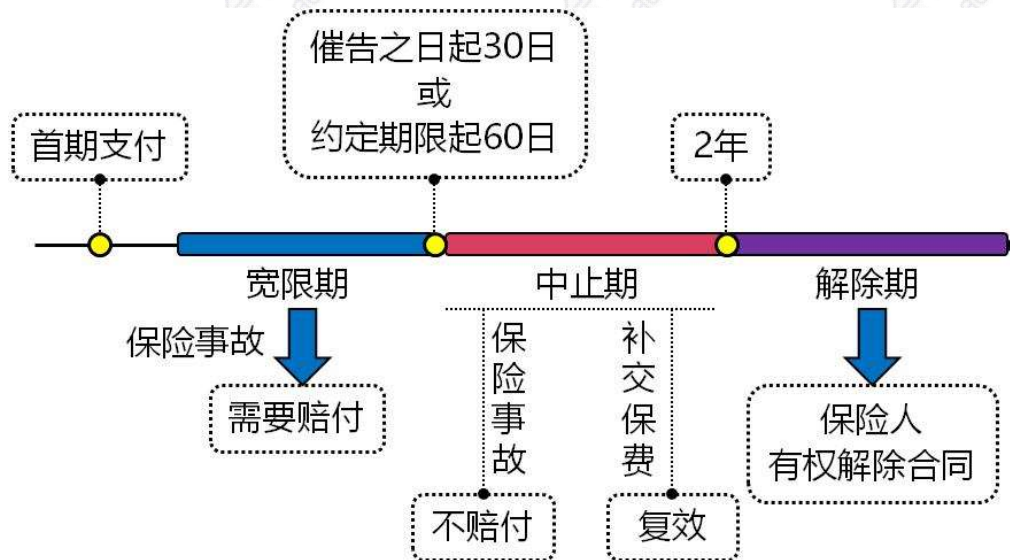 催告之日起30日
或
约定期限起60日
首期支付
2年
宽限期
中止期
解除期
保险事故
需要赔付
保险事故
不赔付
补交保费
复效
保险人
有权解除合同